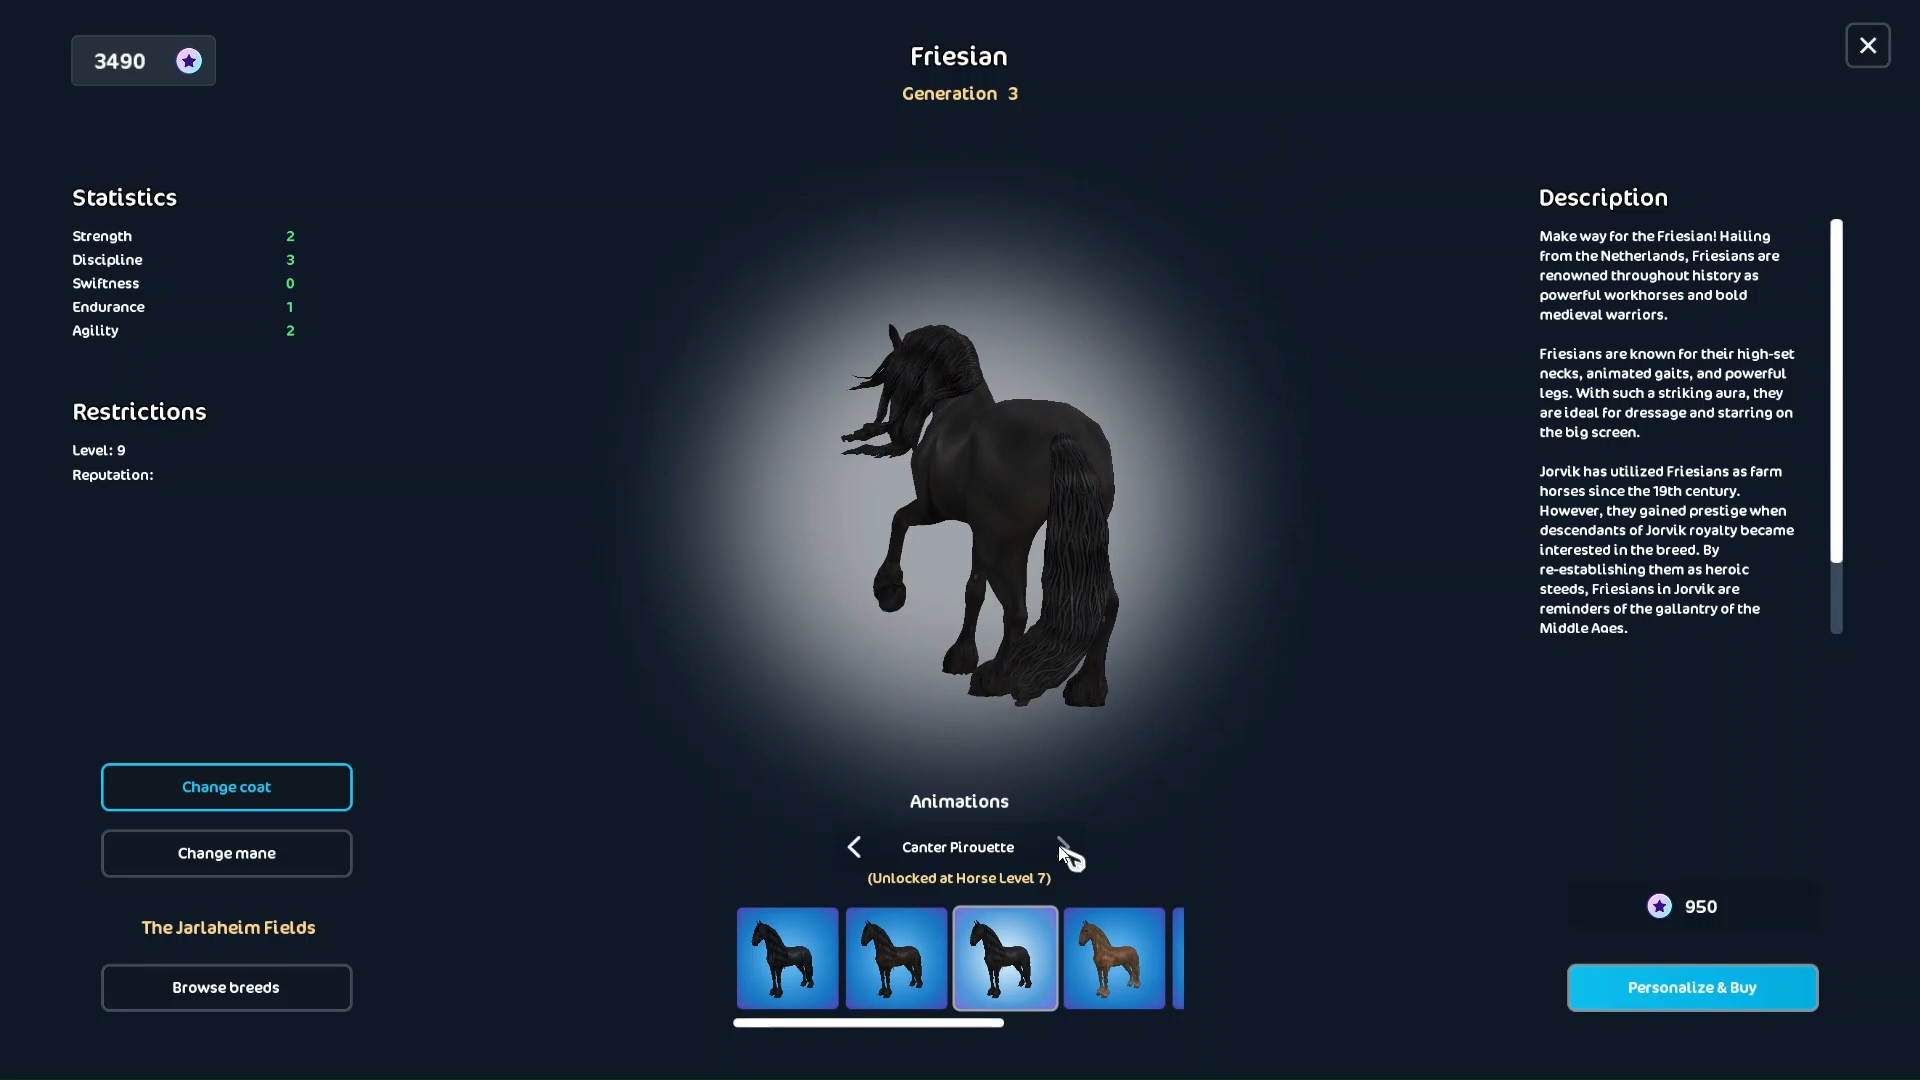 3490
Friesian
Generation 3
Statistics
Strength 2
Discipline 3
Swiftness 0
Endurance 1
Agility 2
Restrictions
Level: 9
Reputation:
Description
Make way for the Friesian! Hailing
from the Netherlands, Friesians are
renowned throughout history as
powerful workhorses and bold
medieval warriors.
Friesians are known for their high-set
necks, animated gaits, and powerful
legs. With such a striking aura, they
are ideal for dressage and starring on
the big screen.
Jorvik has utilized Friesians as farm
horses since the 19th century.
However, they gained prestige when
descendants of Jorvik royalty became
interested in the breed. By
re-establishing them as heroic
steeds, Friesians in Jorvik are
reminders of the gallantry of the
Middle Ages.
Change coat
Change mane
The Jarlaheim Fields
Browse breeds
Animations
Canter Pirouette
(Unlocked at Horse Level 7)
950
Personalize & Buy